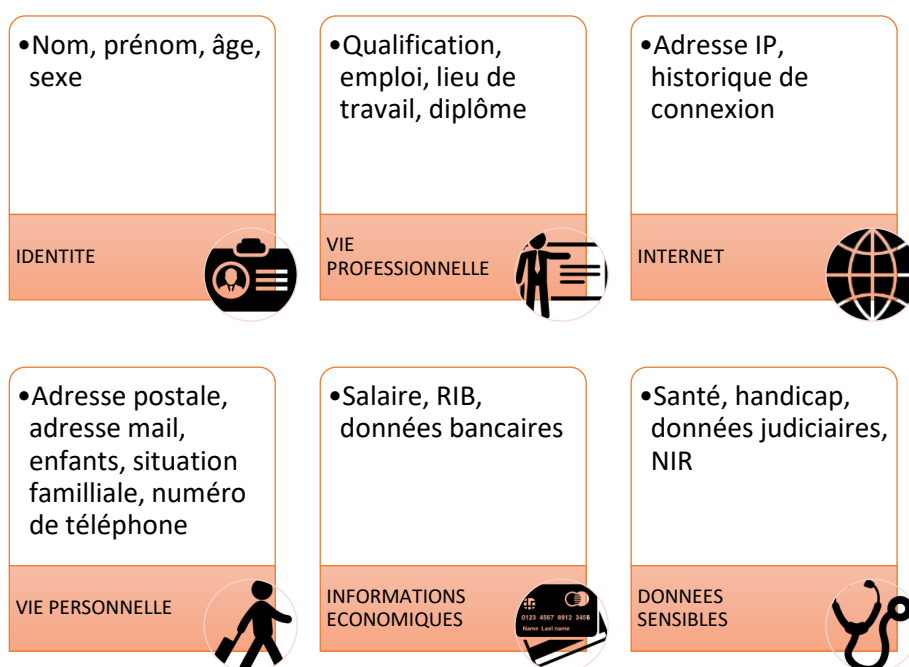 •Nom, prénom, âge,
sexe
IDENTITE
•Qualification,
emploi, lieu de
travail, diplôme
VIE
PROFESSIONNELLE
•Adresse IP,
historique de
connexion
INTERNET
•Adresse postale,
adresse mail,
enfants, situation
familliale, numéro
de téléphone
VIE PERSONNELLE
•Salaire, RIB,
données bancaires
INFORMATIONS
ECONOMIQUES
0123 4567 8912 3456
Name Last name
•Santé, handicap,
données judiciaires,
NIR
DONNEES
SENSIBLES